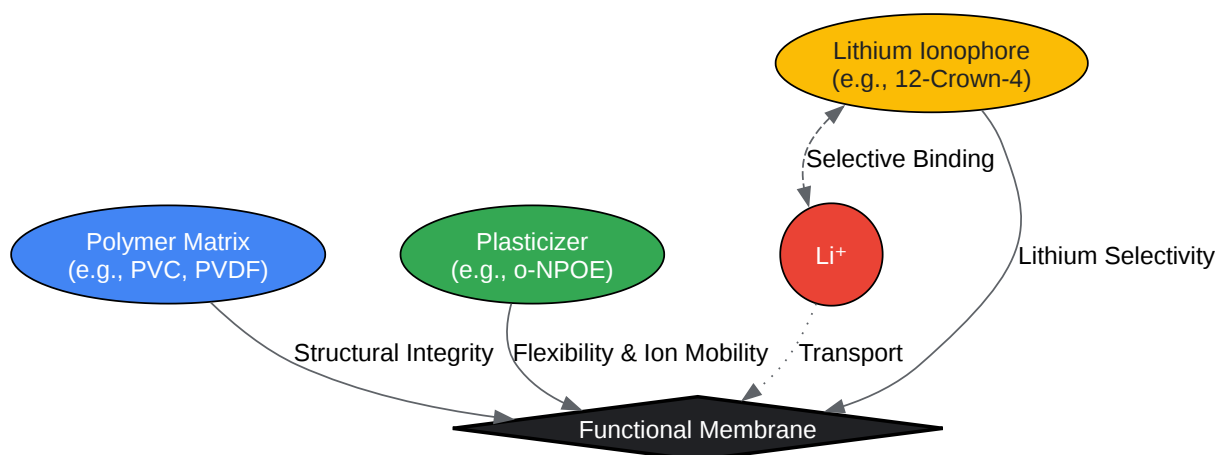 Lithium Ionophore
(e.g., 12-Crown-4)
Selective Binding
Polymer Matrix
(e.g., PVC, PVDF)
Plasticizer
(e.g., o-NPOE)
Li⁺
Lithium Selectivity
Structural Integrity
Flexibility & Ion Mobility
Transport
Functional Membrane